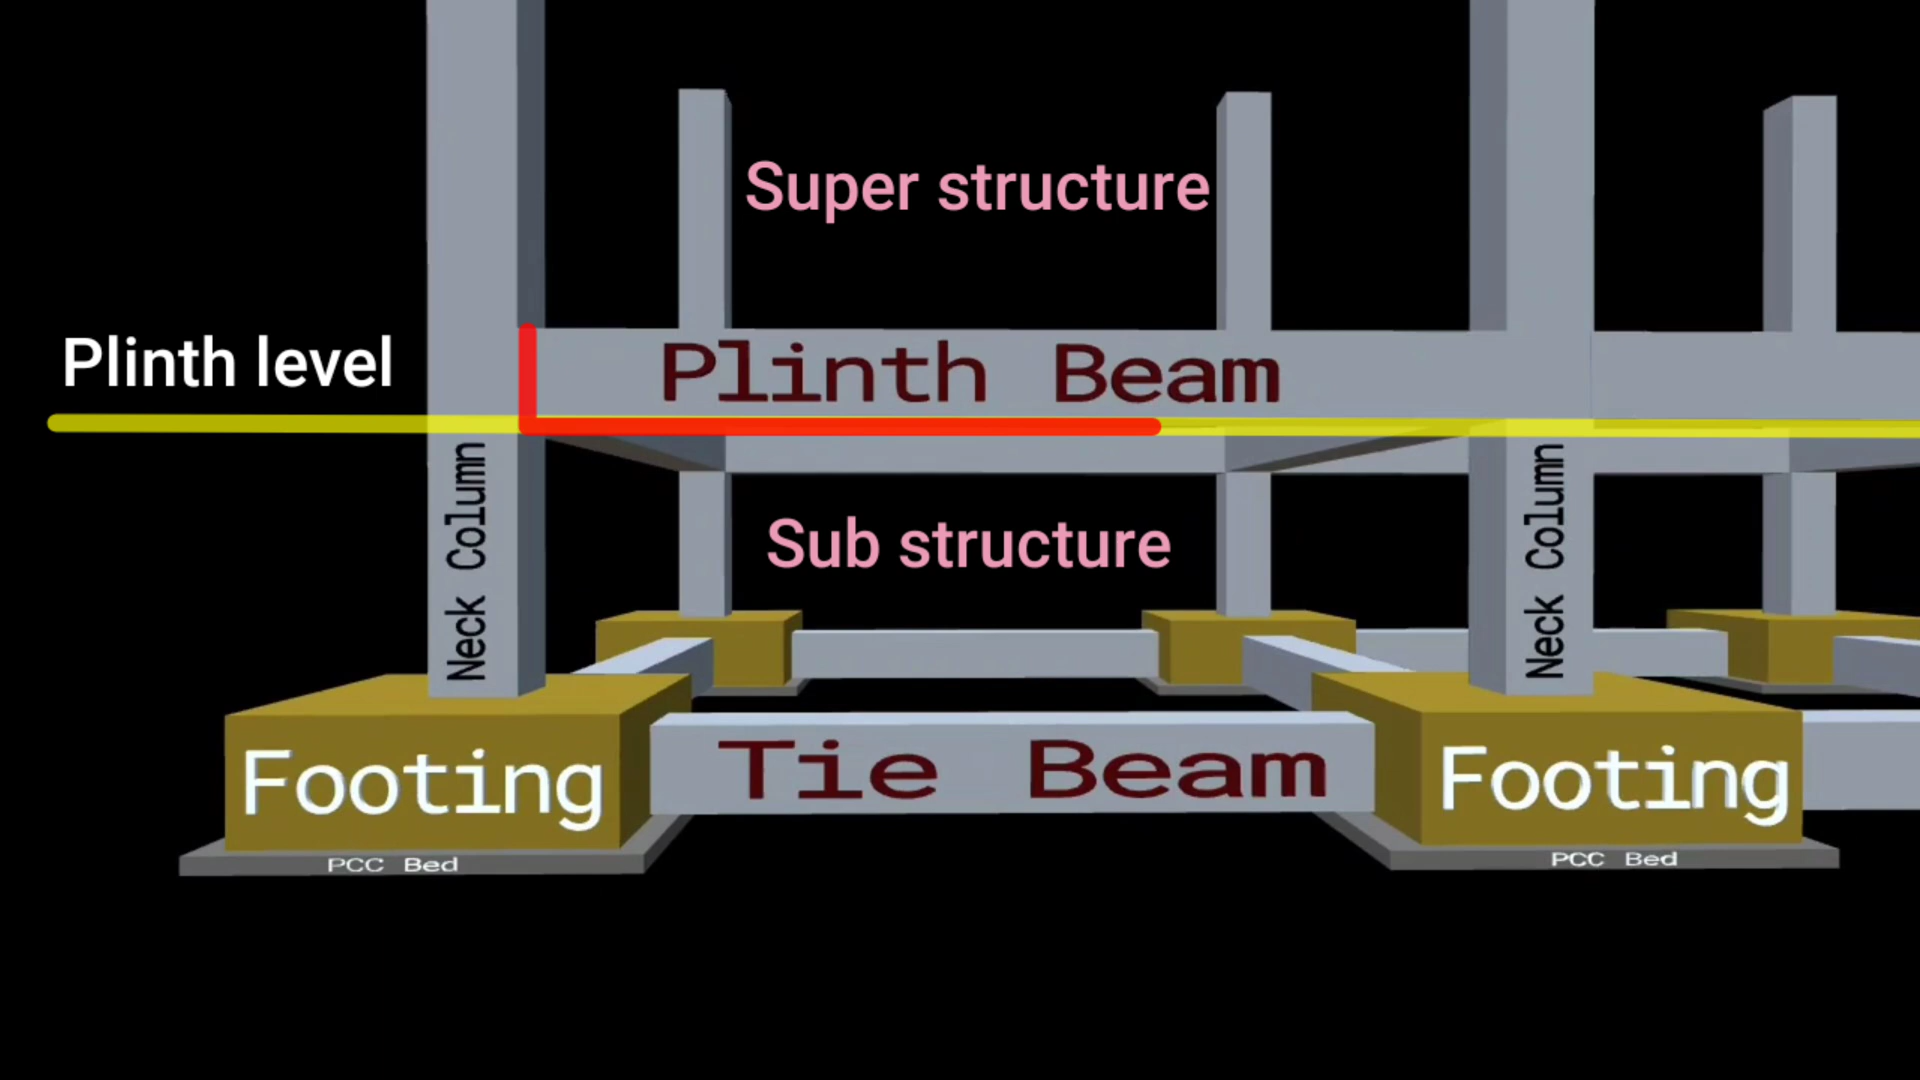 Super structure
Plinth level
Plinth Beam
Neck Column
Neck Column
Sub structure
Footing
Tie Beam
Footing
PCC Bed
PCC Bed